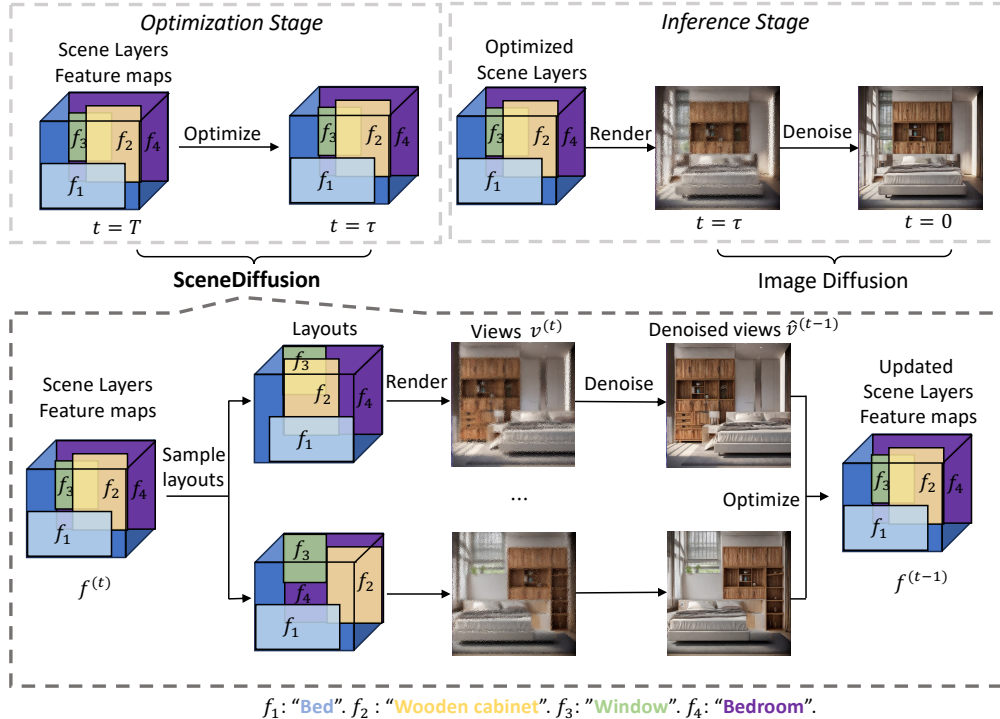 Optimization Stage
Scene Layers
Feature maps
f₃
f₂
f₄
f₁
Optimize
f₃
f₂
f₄
f₁
t = T
t = τ
SceneDiffusion
Inference Stage
Optimized
Scene Layers
f₃
f₂
f₄
f₁
Render
Denoise
t = τ
t = 0
Image Diffusion
Scene Layers
Feature maps
f₃
f₂
f₄
f₁
f⁽ᵗ⁾
Sample
layouts
Layouts
f₃
f₂
f₄
f₁
Render
Views v⁽ᵗ⁾
Denoise
Denoised views v̂⁽ᵗ⁻¹⁾
...
f₃
f₂
f₄
f₁
Optimize
Updated
Scene Layers
Feature maps
f₃
f₂
f₄
f₁
f⁽ᵗ⁻¹⁾
f₁: “Bed”. f₂ : “Wooden cabinet”. f₃: ”Window”. f₄: “Bedroom”.